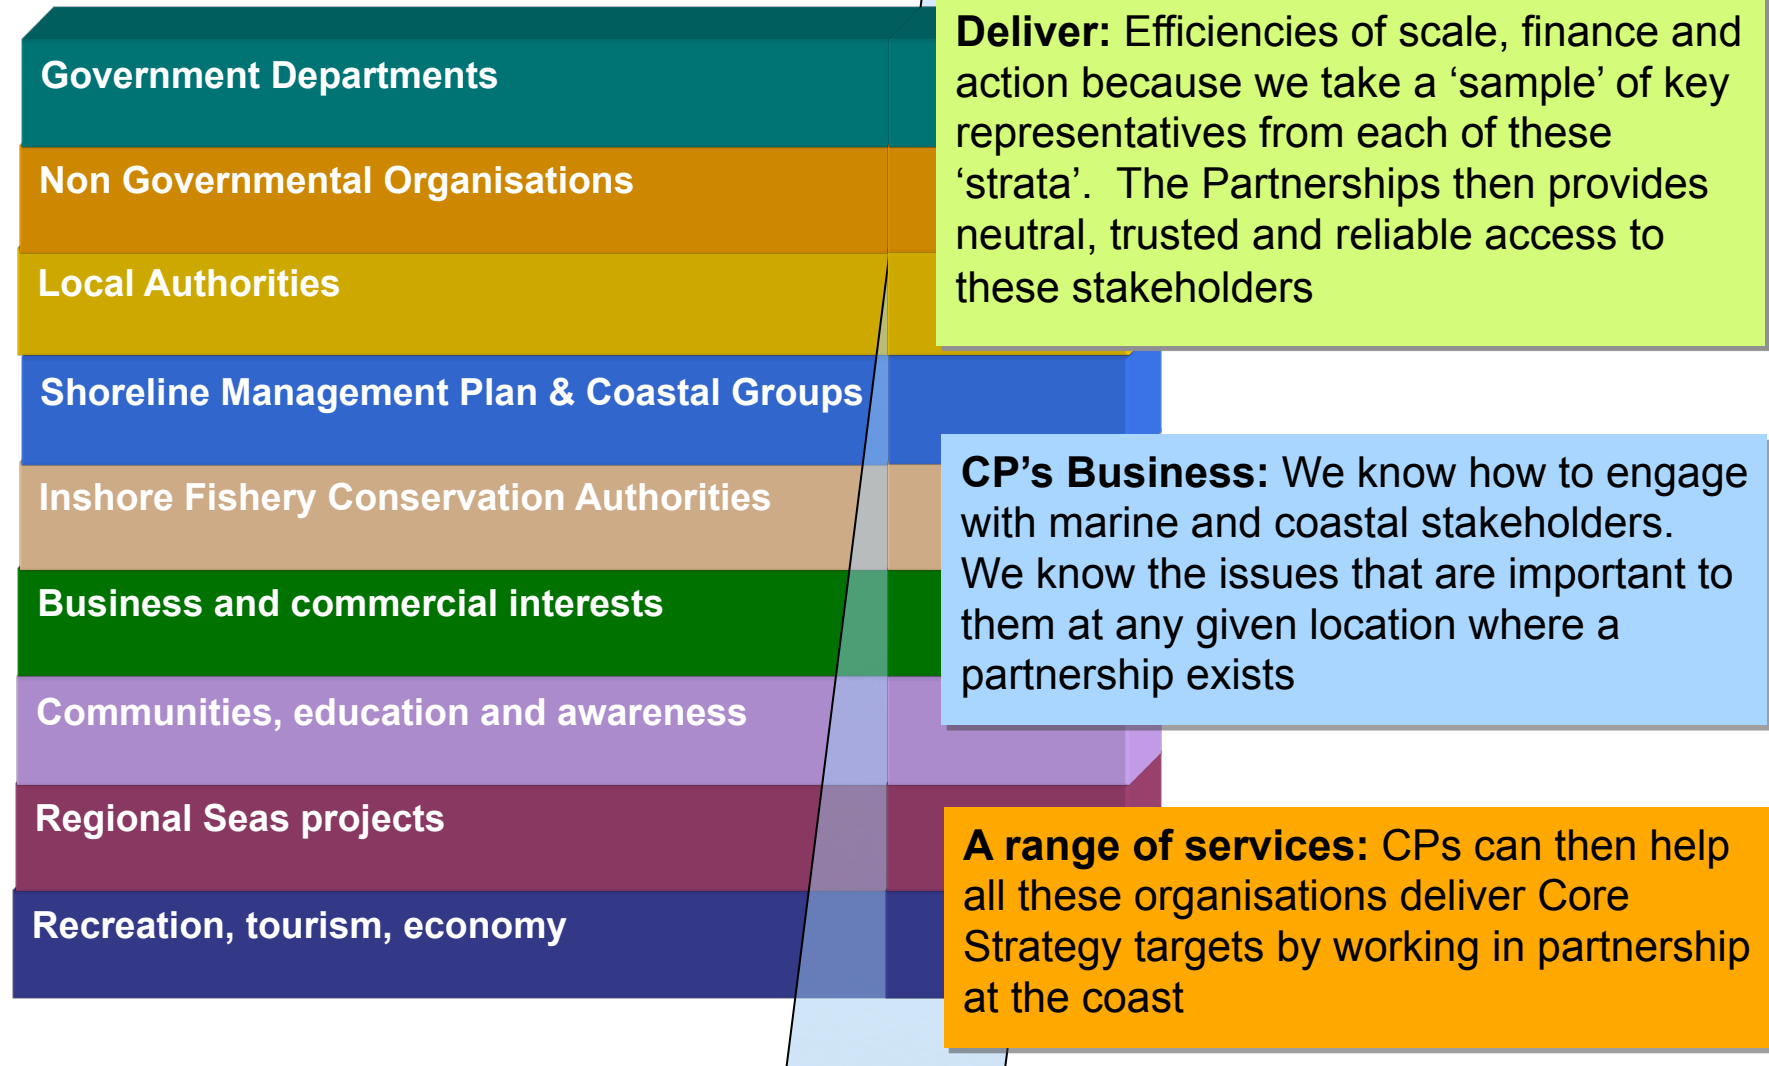 Government Departments
Non Governmental Organisations
Local Authorities
Shoreline Management Plan & Coastal Groups
Inshore Fishery Conservation Authorities
Business and commercial interests
Communities, education and awareness
Regional Seas projects
Recreation, tourism, economy
Deliver: Efficiencies of scale, finance and
action because we take a ‘sample’ of key
representatives from each of these
‘strata’.  The Partnerships then provides
neutral, trusted and reliable access to
these stakeholders
CP’s Business: We know how to engage
with marine and coastal stakeholders.
We know the issues that are important to
them at any given location where a
partnership exists
A range of services: CPs can then help
all these organisations deliver Core
Strategy targets by working in partnership
at the coast